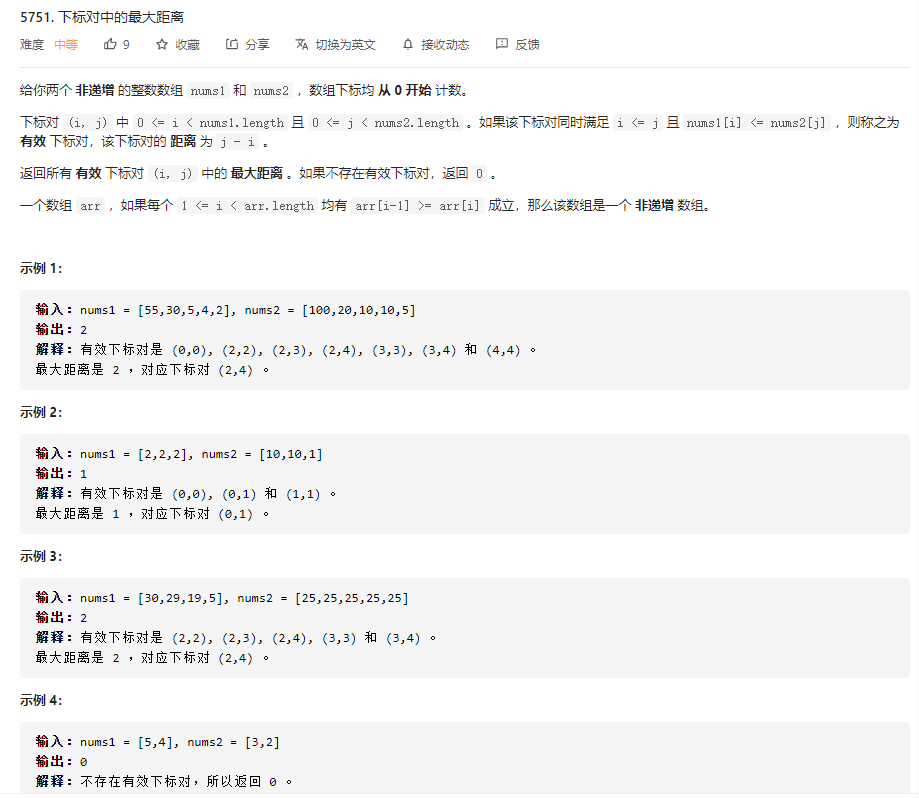 5751. 下标对中的最大距离
难度 中等 9 收藏 分享 切换为英文 接收动态 反馈
给你两个 非递增 的整数数组 nums1 和 nums2 ，数组下标均 从 0 开始 计数。
下标对 (i, j) 中 0 <= i < nums1.length 且 0 <= j < nums2.length 。如果该下标对同时满足 i <= j 且 nums1[i] <= nums2[j] ，则称之为
有效 下标对，该下标对的 距离 为 j - i 。
返回所有 有效 下标对 (i, j) 中的 最大距离 。如果不存在有效下标对，返回 0 。
一个数组 arr ，如果每个 1 <= i < arr.length 均有 arr[i-1] >= arr[i] 成立，那么该数组是一个 非递增 数组。
示例 1：
输入：nums1 = [55,30,5,4,2], nums2 = [100,20,10,10,5]
输出：2
解释：有效下标对是 (0,0), (2,2), (2,3), (2,4), (3,3), (3,4) 和 (4,4) 。
最大距离是 2 ，对应下标对 (2,4) 。
示例 2：
输入：nums1 = [2,2,2], nums2 = [10,10,1]
输出：1
解释：有效下标对是 (0,0), (0,1) 和 (1,1) 。
最大距离是 1 ，对应下标对 (0,1) 。
示例 3：
输入：nums1 = [30,29,19,5], nums2 = [25,25,25,25,25]
输出：2
解释：有效下标对是 (2,2), (2,3), (2,4), (3,3) 和 (3,4) 。
最大距离是 2 ，对应下标对 (2,4) 。
示例 4：
输入：nums1 = [5,4], nums2 = [3,2]
输出：0
解释：不存在有效下标对，所以返回 0 。